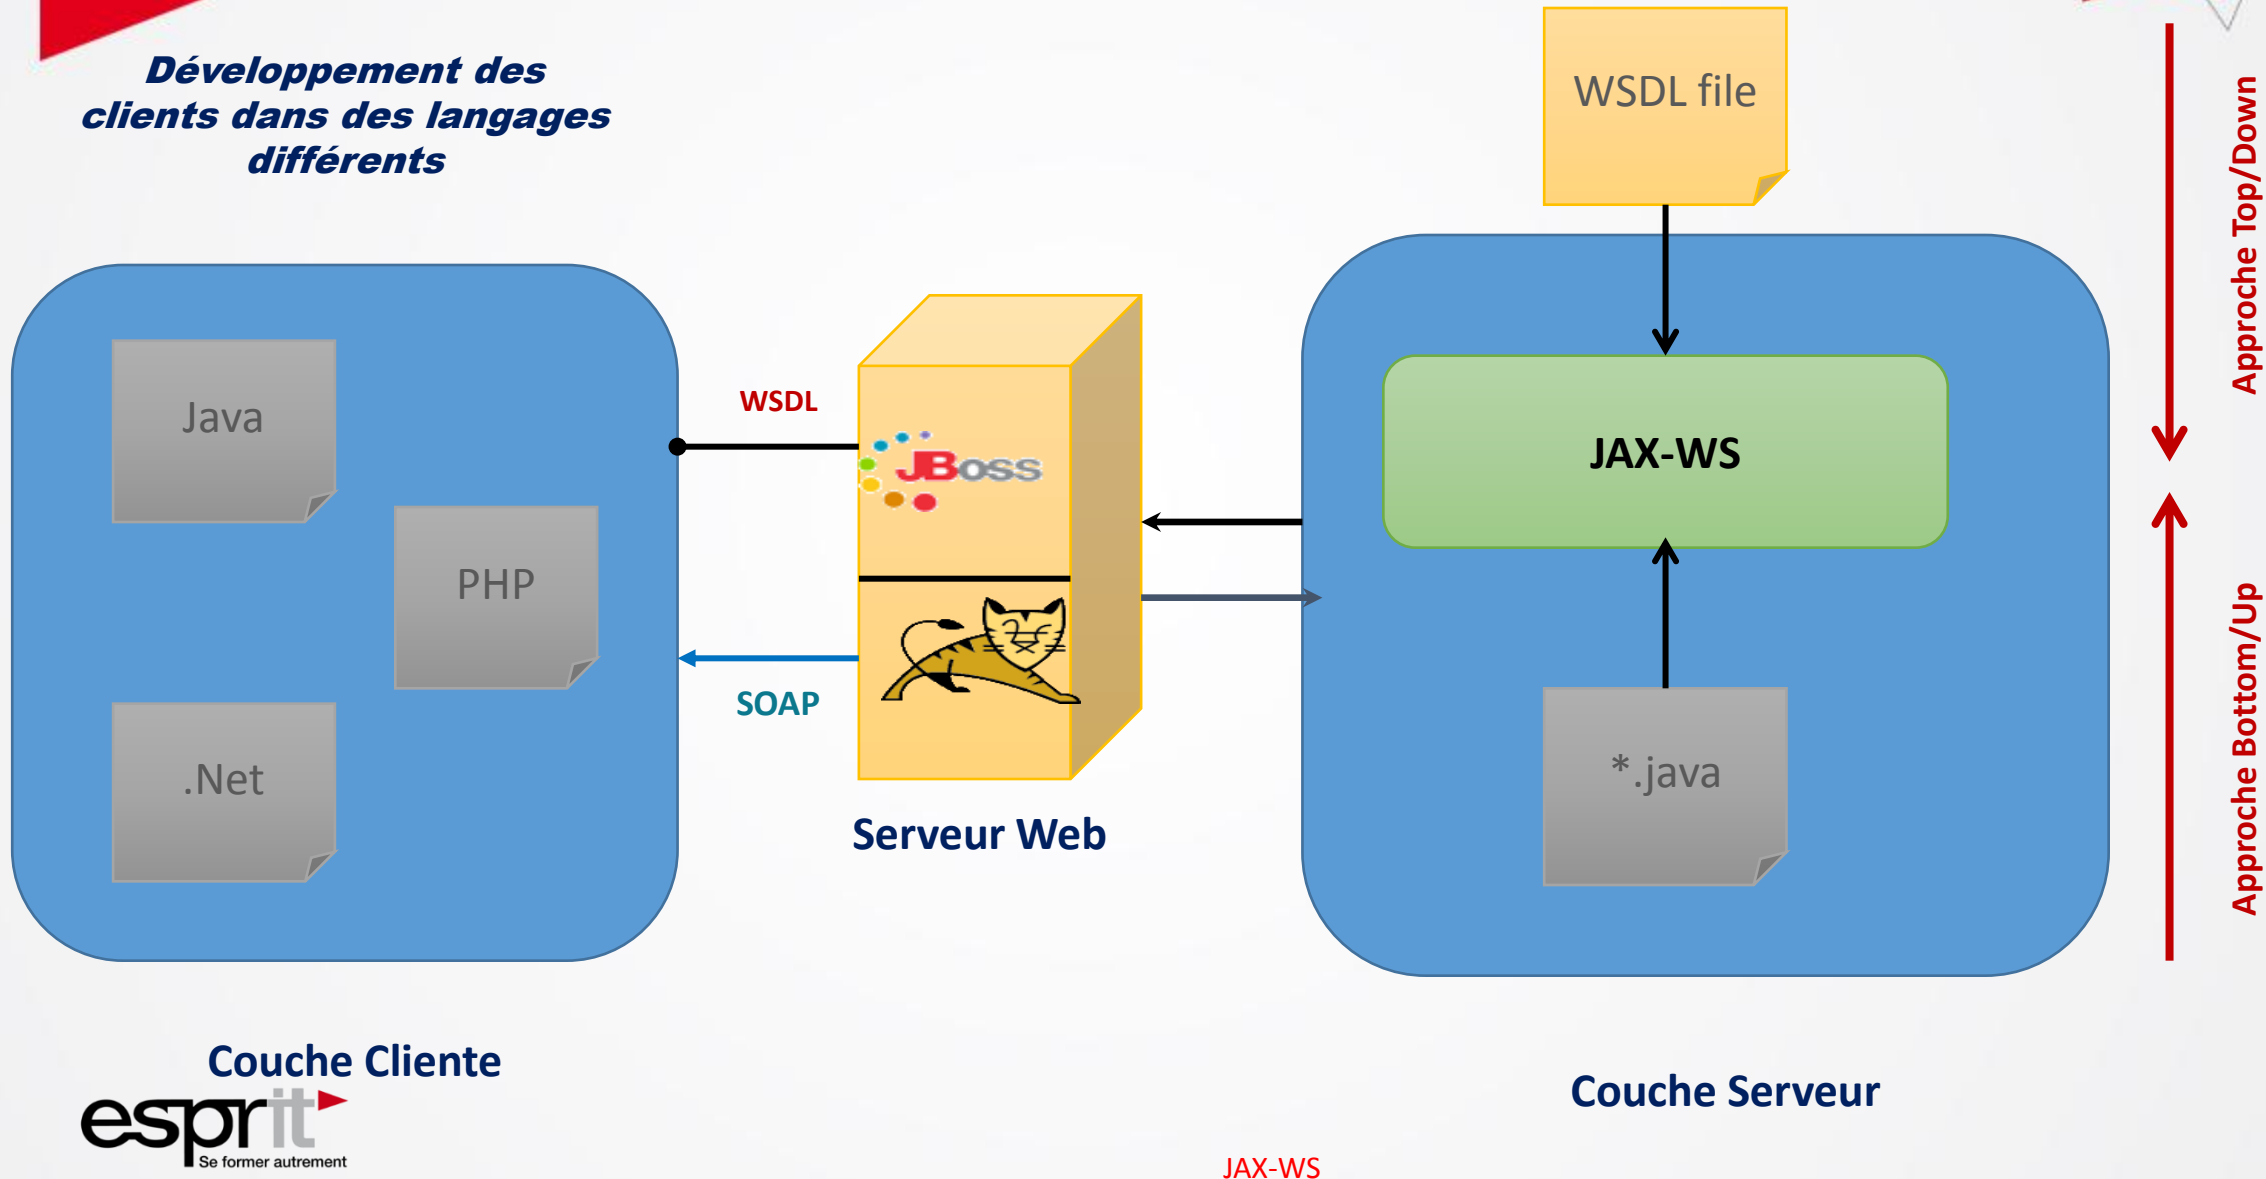 Développement des
clients dans des langages
différents
WSDL file
Approche Top/Down
Java
PHP
.Net
WSDL
JBoss
SOAP
Serveur Web
JAX-WS
*.java
Approche Bottom/Up
Couche Cliente
Couche Serveur
esprit
Se former autrement
JAX-WS